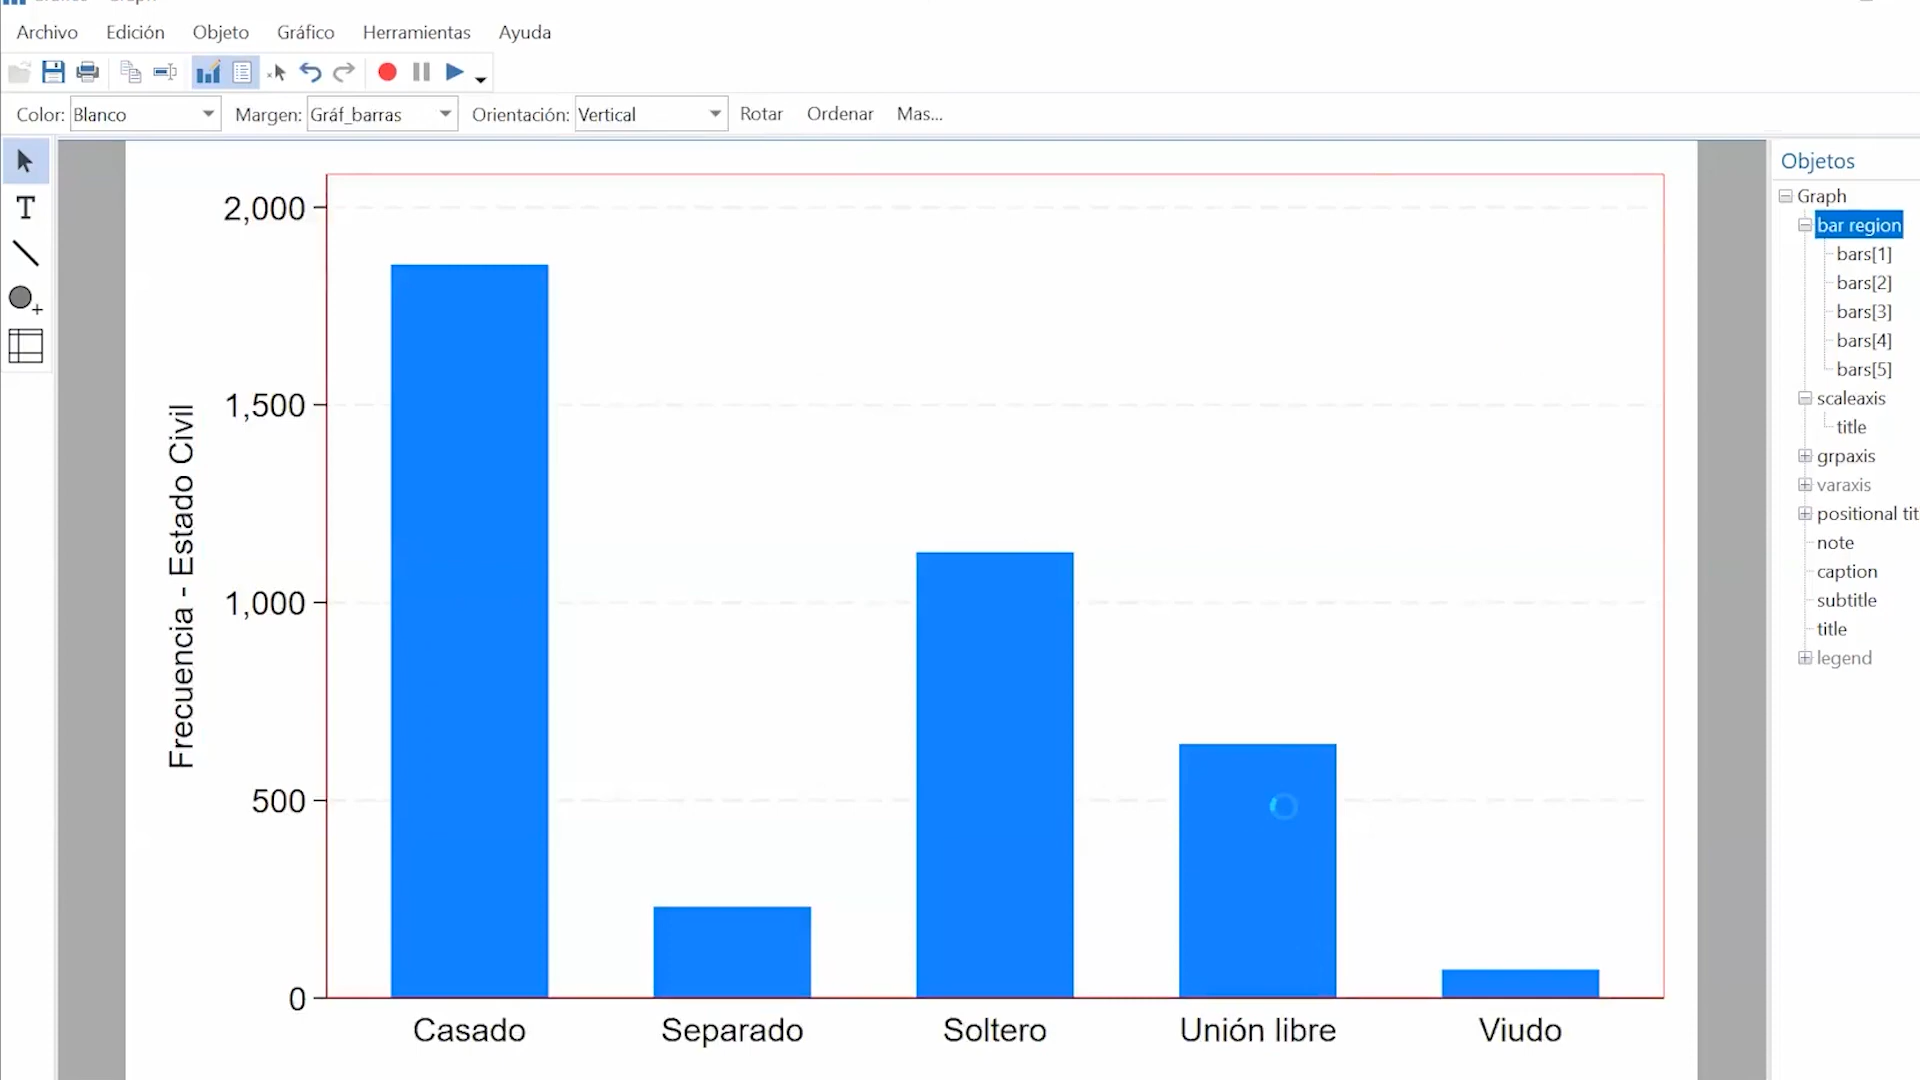 Archivo Edición Objeto Gráfico Herramientas Ayuda
Color: Blanco Margen: Gráf_barras Orientación: Vertical Rotar Ordenar Mas...
T
Objetos
Graph
bar region
bars[1]
bars[2]
bars[3]
bars[4]
bars[5]
scaleaxis
title
grpaxis
varaxis
positional tit
note
caption
subtitle
title
legend
Frecuencia - Estado Civil
2,000
1,500
1,000
500
0
Casado Separado Soltero Unión libre Viudo